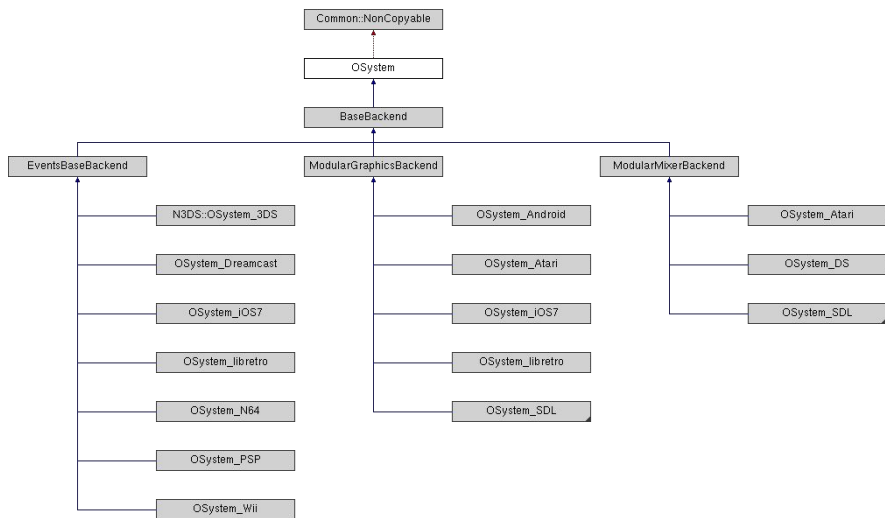 Common::NonCopyable
OSystem
BaseBackend
EventsBaseBackend
ModularGraphicsBackend
ModularMixerBackend
N3DS::OSystem_3DS
OSystem_Android
OSystem_Atari
OSystem_Dreamcast
OSystem_Atari
OSystem_DS
OSystem_iOS7
OSystem_iOS7
OSystem_SDL
OSystem_libretro
OSystem_libretro
OSystem_N64
OSystem_SDL
OSystem_PSP
OSystem_Wii